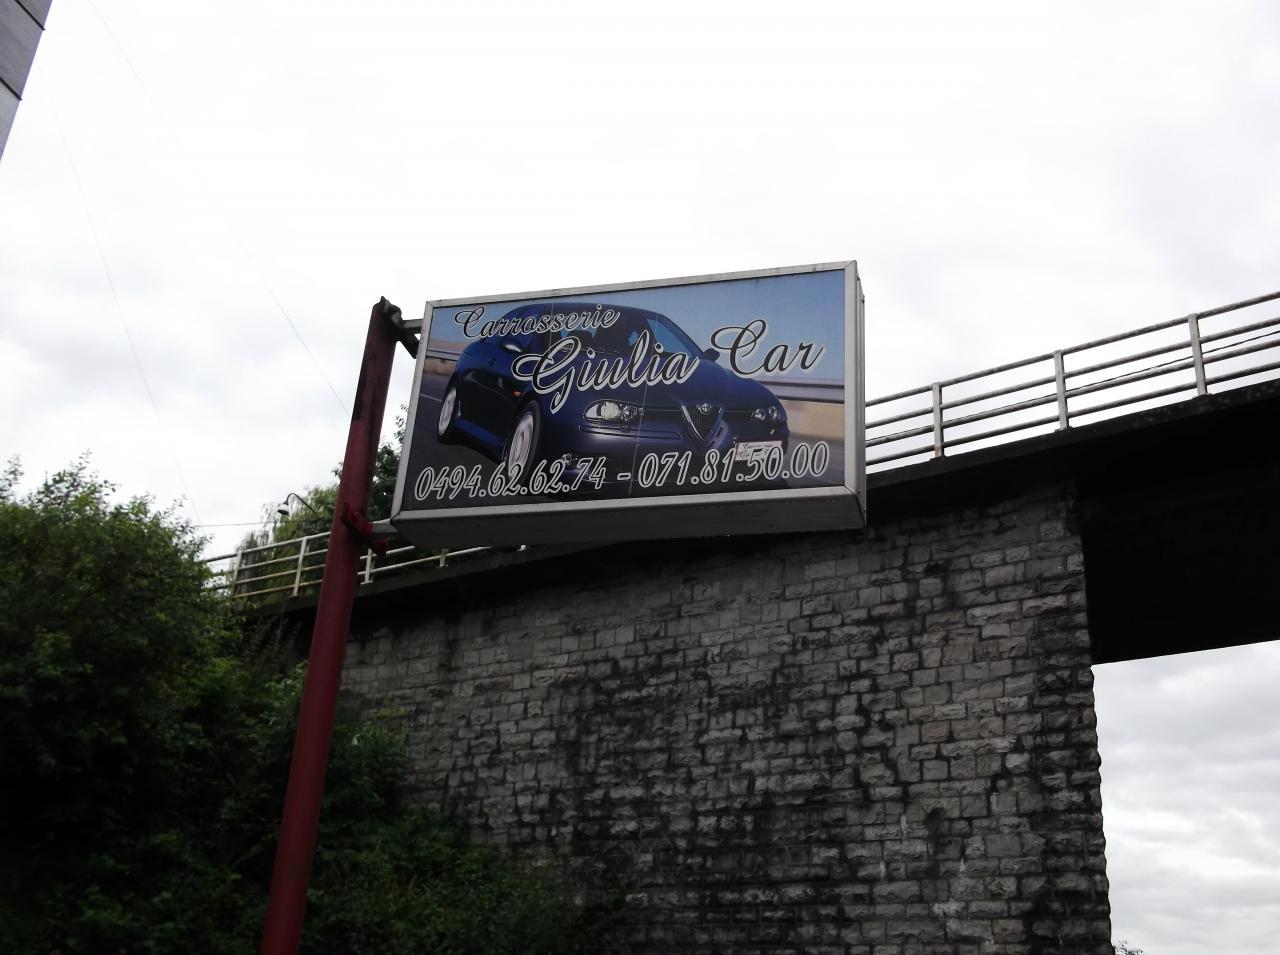 Carrosserie
Giulia Car
0494.62.62.74 - 071.81.50.00